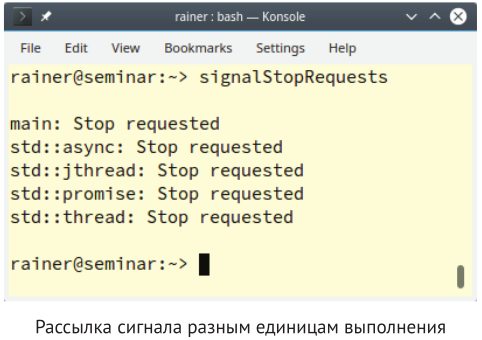 rainer : bash — Konsole
File Edit View Bookmarks Settings Help
rainer@seminar:~> signalStopRequests
main: Stop requested
std::async: Stop requested
std::jthread: Stop requested
std::promise: Stop requested
std::thread: Stop requested
rainer@seminar:~>
Рассылка сигнала разным единицам выполнения